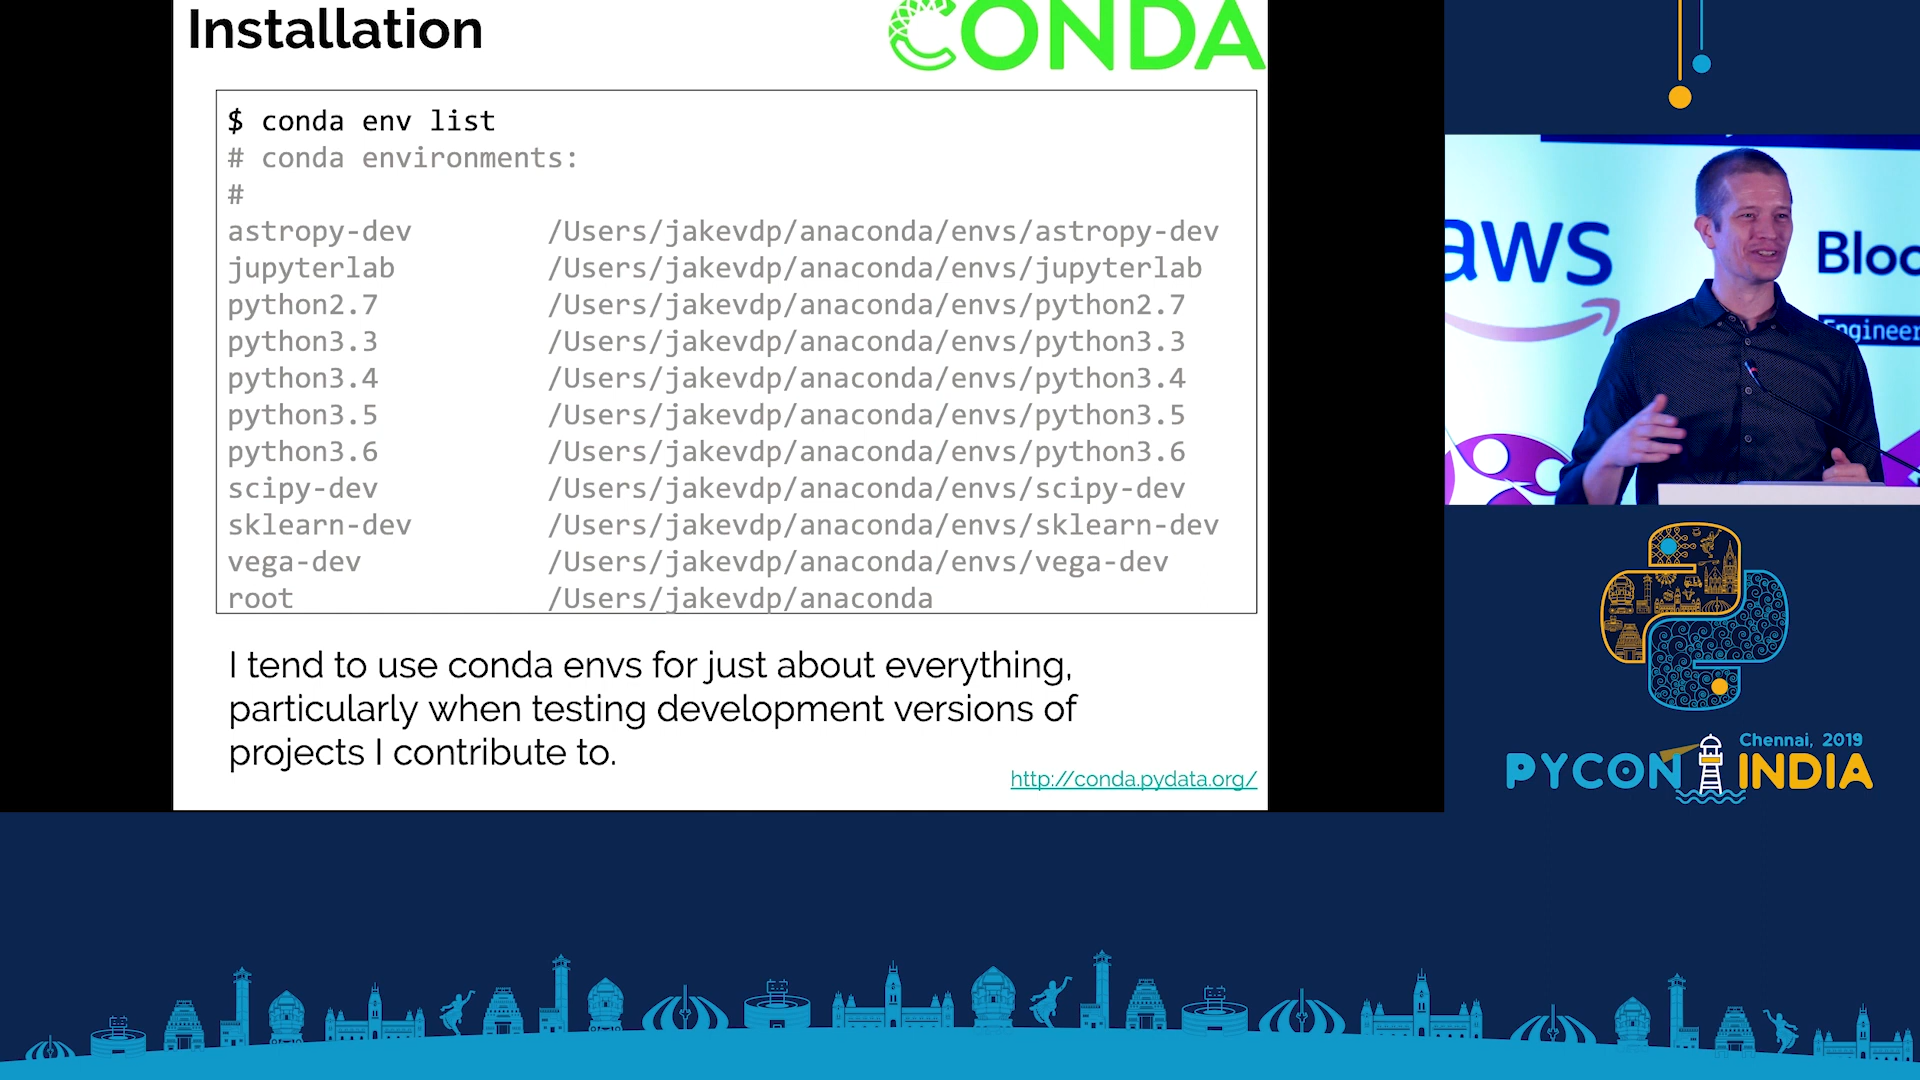 Installation
CONDA
$ conda env list
# conda environments:
#
astropy-dev /Users/jakevdp/anaconda/envs/astropy-dev
jupyterlab /Users/jakevdp/anaconda/envs/jupyterlab
python2.7 /Users/jakevdp/anaconda/envs/python2.7
python3.3 /Users/jakevdp/anaconda/envs/python3.3
python3.4 /Users/jakevdp/anaconda/envs/python3.4
python3.5 /Users/jakevdp/anaconda/envs/python3.5
python3.6 /Users/jakevdp/anaconda/envs/python3.6
scipy-dev /Users/jakevdp/anaconda/envs/scipy-dev
sklearn-dev /Users/jakevdp/anaconda/envs/sklearn-dev
vega-dev /Users/jakevdp/anaconda/envs/vega-dev
root /Users/jakevdp/anaconda
I tend to use conda envs for just about everything,
particularly when testing development versions of
projects I contribute to.
http://conda.pydata.org/
aws
Bloo
Engineer
Chennai, 2019
PYCON INDIA